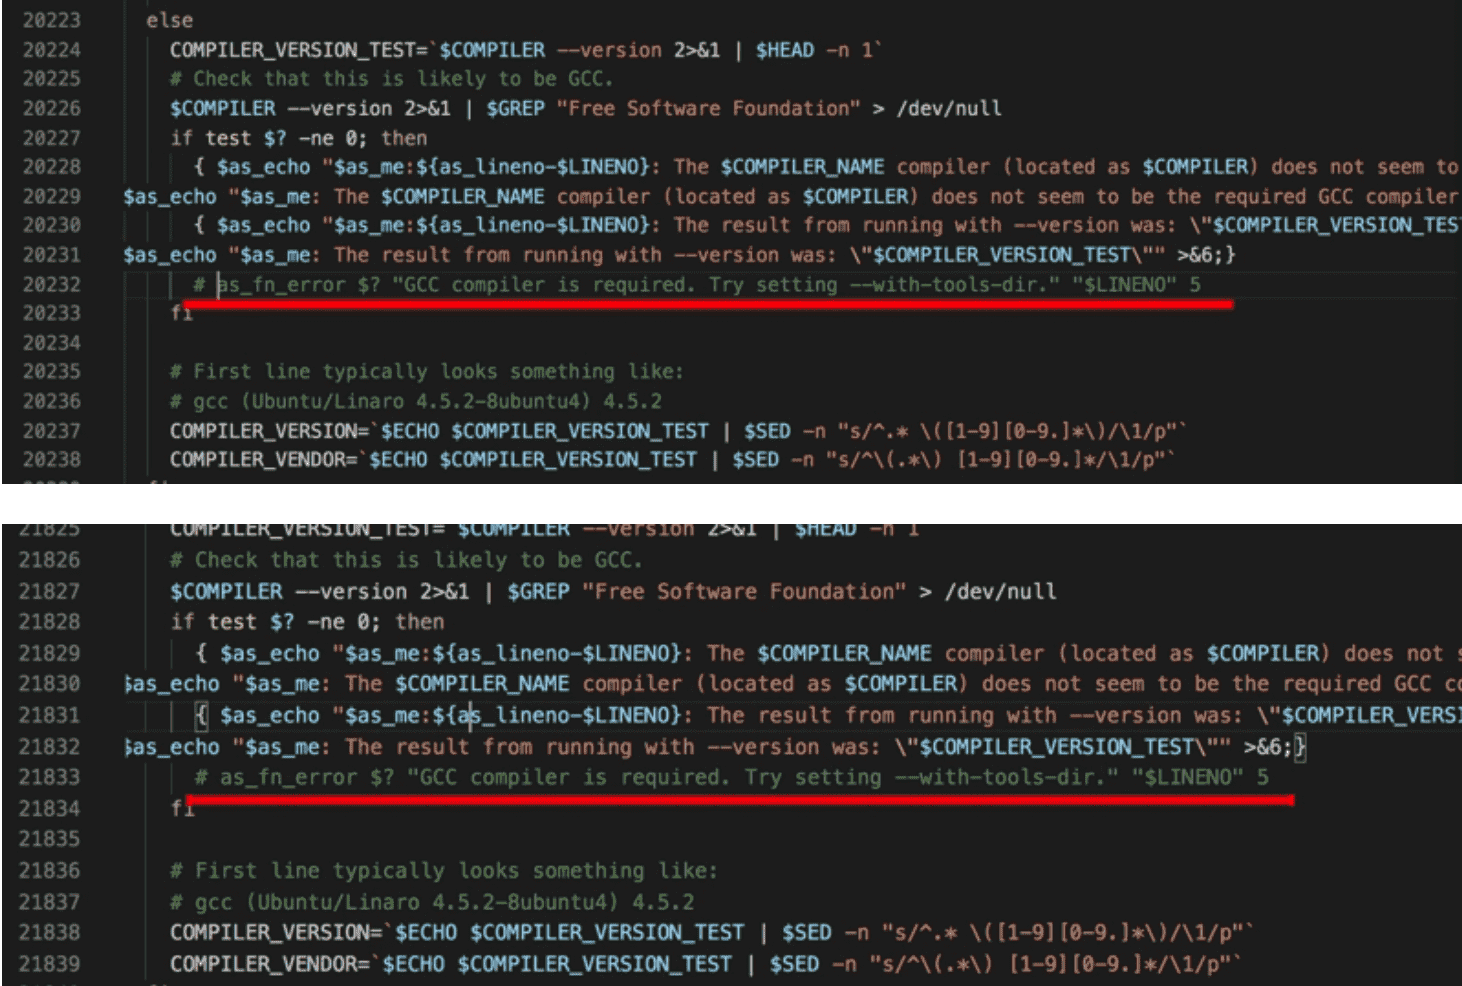 20223 else
20224 COMPILER_VERSION_TEST=`$COMPILER --version 2>&1 | $HEAD -n 1`
20225 # Check that this is likely to be GCC.
20226 $COMPILER --version 2>&1 | $GREP "Free Software Foundation" > /dev/null
20227 if test $? -ne 0; then
20228 { $as_echo "$as_me:${as_lineno-$LINENO}: The $COMPILER_NAME compiler (located as $COMPILER) does not seem to
20229 $as_echo "$as_me: The $COMPILER_NAME compiler (located as $COMPILER) does not seem to be the required GCC compiler
20230 { $as_echo "$as_me:${as_lineno-$LINENO}: The result from running with --version was: \"$COMPILER_VERSION_TES
20231 $as_echo "$as_me: The result from running with --version was: \"$COMPILER_VERSION_TEST\"" >&6;}
20232 # as_fn_error $? "GCC compiler is required. Try setting --with-tools-dir." "$LINENO" 5
20233 fi
20234
20235 # First line typically looks something like:
20236 # gcc (Ubuntu/Linaro 4.5.2-8ubuntu4) 4.5.2
20237 COMPILER_VERSION=`$ECHO $COMPILER_VERSION_TEST | $SED -n "s/^.* \([1-9][0-9.]*\)/\1/p"`
20238 COMPILER_VENDOR=`$ECHO $COMPILER_VERSION_TEST | $SED -n "s/^\(.*\) [1-9][0-9.]*/\1/p"`
21825 COMPILER_VERSION_TEST=`$COMPILER --version 2>&1 | $HEAD -n 1
21826 # Check that this is likely to be GCC.
21827 $COMPILER --version 2>&1 | $GREP "Free Software Foundation" > /dev/null
21828 if test $? -ne 0; then
21829 { $as_echo "$as_me:${as_lineno-$LINENO}: The $COMPILER_NAME compiler (located as $COMPILER) does not
21830 $as_echo "$as_me: The $COMPILER_NAME compiler (located as $COMPILER) does not seem to be the required GCC
21831 { $as_echo "$as_me:${as_lineno-$LINENO}: The result from running with --version was: \"$COMPILER_VERS
21832 $as_echo "$as_me: The result from running with --version was: \"$COMPILER_VERSION_TEST\"" >&6;}
21833 # as_fn_error $? "GCC compiler is required. Try setting --with-tools-dir." "$LINENO" 5
21834 fi
21835
21836 # First line typically looks something like:
21837 # gcc (Ubuntu/Linaro 4.5.2-8ubuntu4) 4.5.2
21838 COMPILER_VERSION=`$ECHO $COMPILER_VERSION_TEST | $SED -n "s/^.* \([1-9][0-9.]*\)/\1/p"`
21839 COMPILER_VENDOR=`$ECHO $COMPILER_VERSION_TEST | $SED -n "s/^\(.*\) [1-9][0-9.]*/\1/p"`